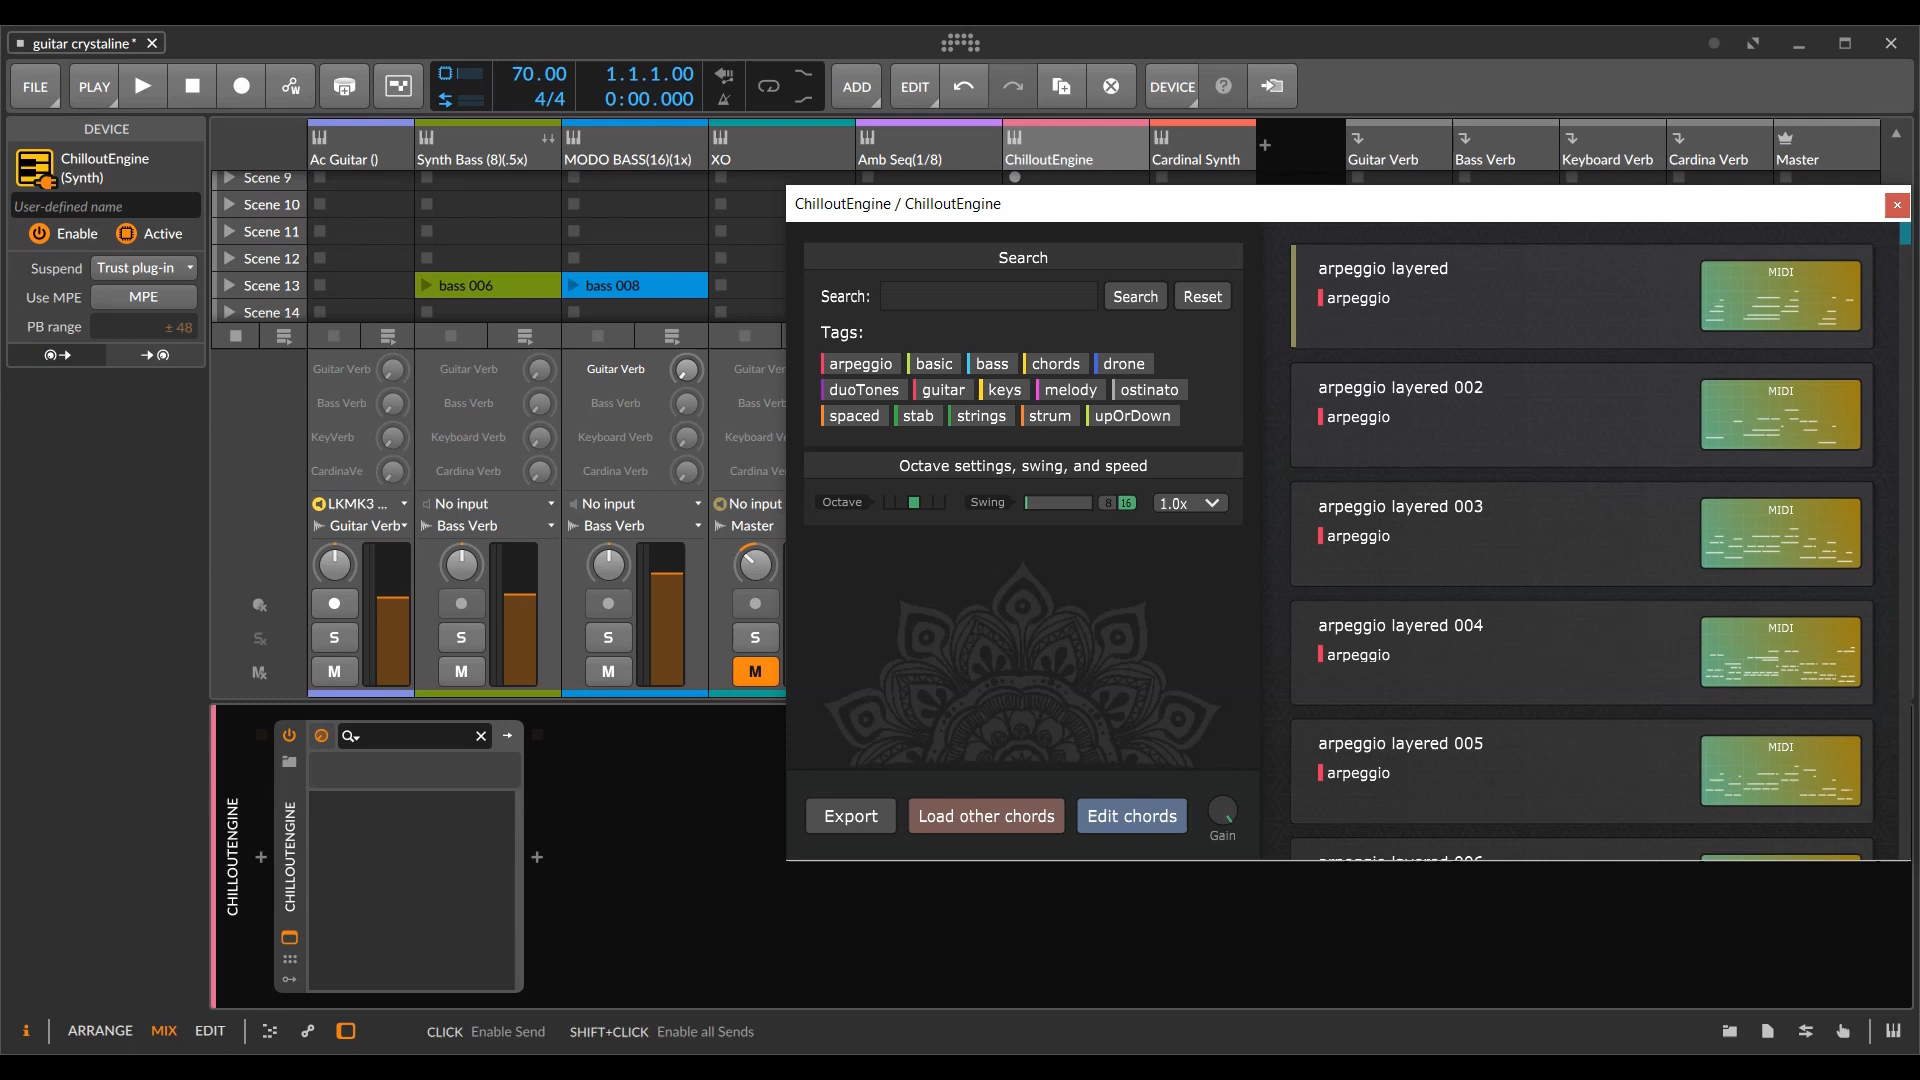 guitar crystaline*
FILE PLAY 70.00 4/4 1.1.1.00 0:00.000 ADD EDIT DEVICE ?
DEVICE
ChilloutEngine
(Synth)
User-defined name
Enable Active
Suspend Trust plug-in
Use MPE MPE
PB range ± 48
Ac Guitar () Synth Bass (8)(.5x) MODO BASS(16)(1x) XO Amb Seq(1/8) ChilloutEngine Cardinal Synth + Guitar Verb Bass Verb Keyboard Verb Cardina Verb Master
Scene 9
Scene 10
Scene 11
Scene 12
Scene 13 bass 006 bass 008
Scene 14
Guitar Verb Guitar Verb Guitar Verb Guitar Ve
Bass Verb Bass Verb Bass Verb Bass Verb
KeyVerb Keyboard Verb Keyboard Verb Keyboard V
CardinaVe Cardina Verb Cardina Verb Cardina Ve
LKMK3 ... No input No input No input
Guitar Verb Bass Verb Bass Verb Master
S S S S
M M M M
ChilloutEngine / ChilloutEngine
Search
Search: Search Reset
Tags:
arpeggio basic bass chords drone
duoTones guitar keys melody ostinato
spaced stab strings strum upOrDown
Octave settings, swing, and speed
Octave Swing 8 16 1.0x
Export Load other chords Edit chords Gain
arpeggio layered
arpeggio
MIDI
arpeggio layered 002
arpeggio
MIDI
arpeggio layered 003
arpeggio
MIDI
arpeggio layered 004
arpeggio
MIDI
arpeggio layered 005
arpeggio
MIDI
CHILLOUTENGINE
CHILLOUTENGINE
i ARRANGE MIX EDIT CLICK Enable Send SHIFT+CLICK Enable all Sends